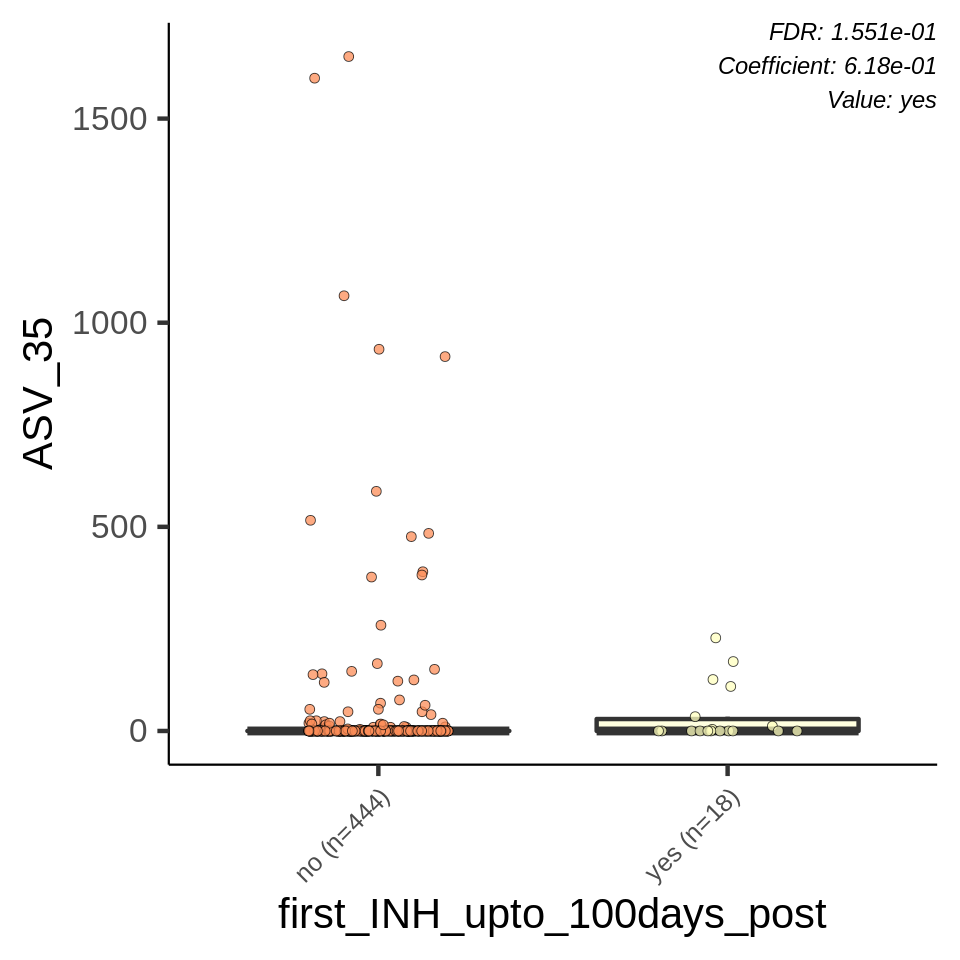 FDR: 1.551e-01
Coefficient: 6.18e-01
Value: yes
1500
1000
500
0
ASV_35
no (n=444)
yes (n=18)
first_INH_upto_100days_post